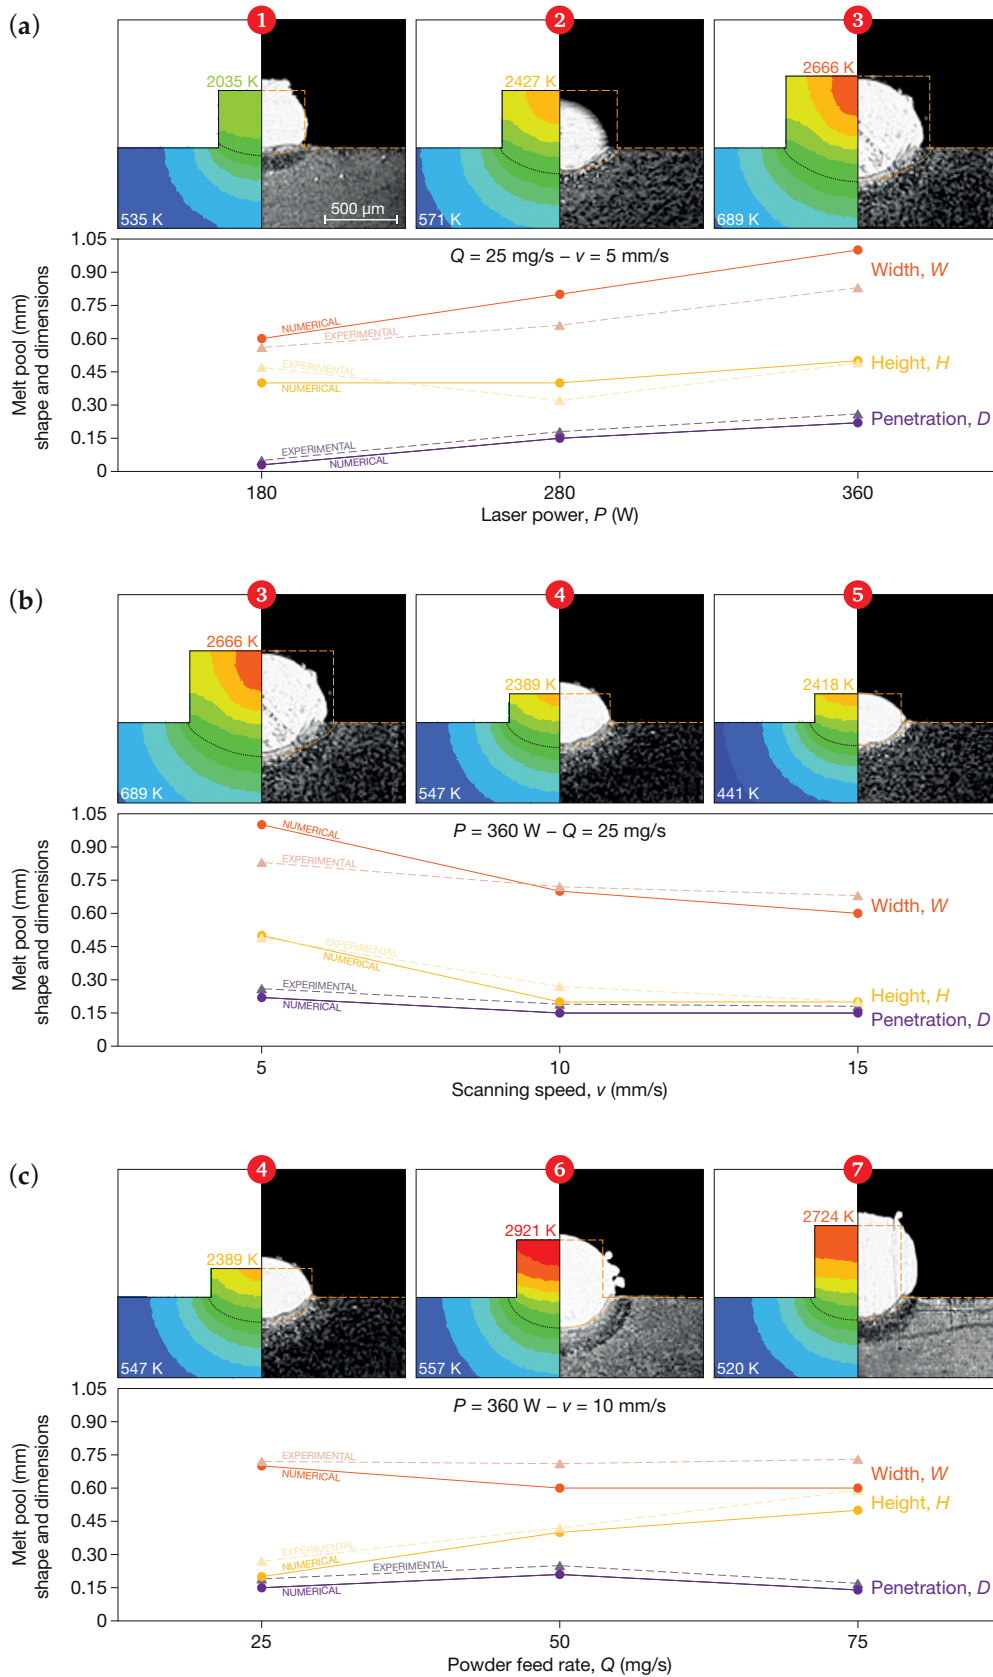 (a)
1 2 3
2035 K 2427 K 2666 K
535 K 500 µm 571 K 689 K
Q = 25 mg/s – v = 5 mm/s
Melt pool (mm)
shape and dimensions
1.05
0.90
0.75
0.60
0.45
0.30
0.15
0
NUMERICAL
EXPERIMENTAL
Width, W
EXPERIMENTAL
NUMERICAL
Height, H
EXPERIMENTAL
NUMERICAL
Penetration, D
180 280 360
Laser power, P (W)
(b)
3 4 5
2666 K 2389 K 2418 K
689 K 547 K 441 K
P = 360 W – Q = 25 mg/s
Melt pool (mm)
shape and dimensions
1.05
0.90
0.75
0.60
0.45
0.30
0.15
0
NUMERICAL
EXPERIMENTAL
Width, W
EXPERIMENTAL
NUMERICAL
Height, H
EXPERIMENTAL
NUMERICAL
Penetration, D
5 10 15
Scanning speed, v (mm/s)
(c)
4 6 7
2389 K 2921 K 2724 K
547 K 557 K 520 K
P = 360 W – v = 10 mm/s
Melt pool (mm)
shape and dimensions
1.05
0.90
0.75
0.60
0.45
0.30
0.15
0
EXPERIMENTAL
NUMERICAL
Width, W
EXPERIMENTAL
NUMERICAL
Height, H
EXPERIMENTAL
NUMERICAL
Penetration, D
25 50 75
Powder feed rate, Q (mg/s)